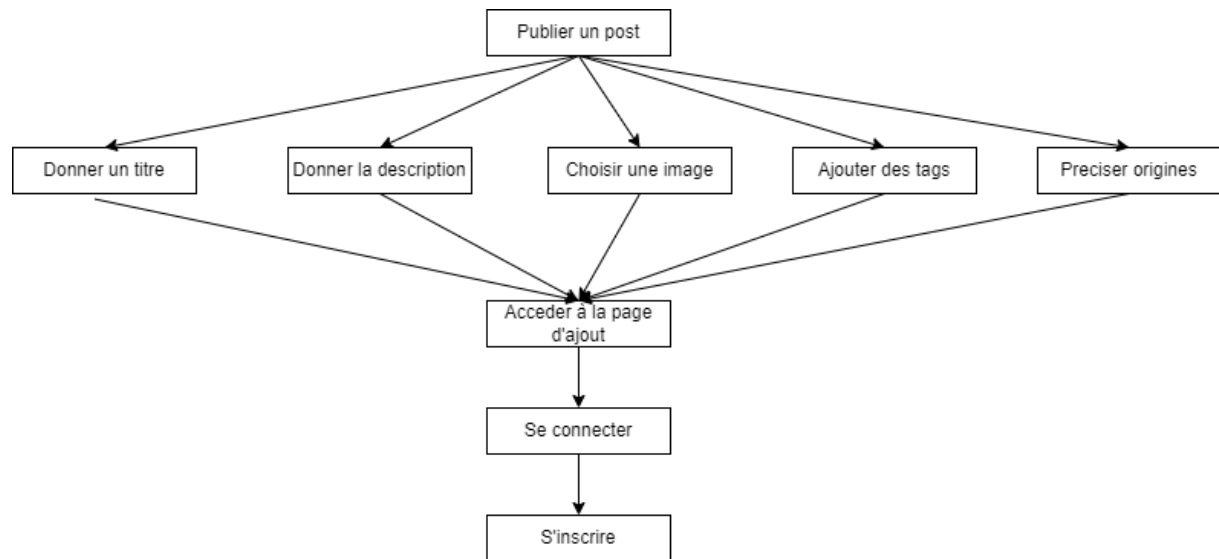 Publier un post
Donner un titre
Donner la description
Choisir une image
Ajouter des tags
Preciser origines
Acceder à la page
d'ajout
Se connecter
S'inscrire